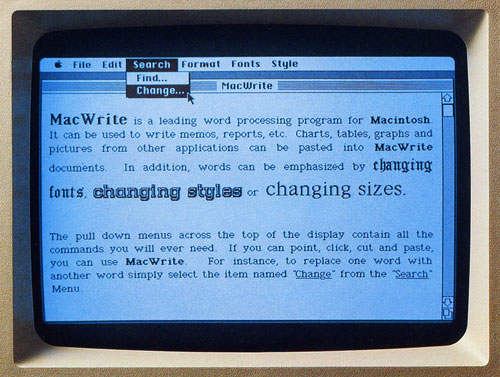 File Edit Search Format Fonts Style
Find...
Change...
MacWrite
MacWrite is a leading word processing program for Macintosh.
It can be used to write memos, reports, etc. Charts, tables, graphs and
pictures from other applications can be pasted into MacWrite
documents. In addition, words can be emphasized by changing
fonts, changing styles or changing sizes.
The pull down menus across the top of the display contain all the
commands you will ever need. If you can point, click, cut and paste,
you can use MacWrite. For instance, to replace one word with
another word simply select the item named "Change" from the "Search"
Menu.